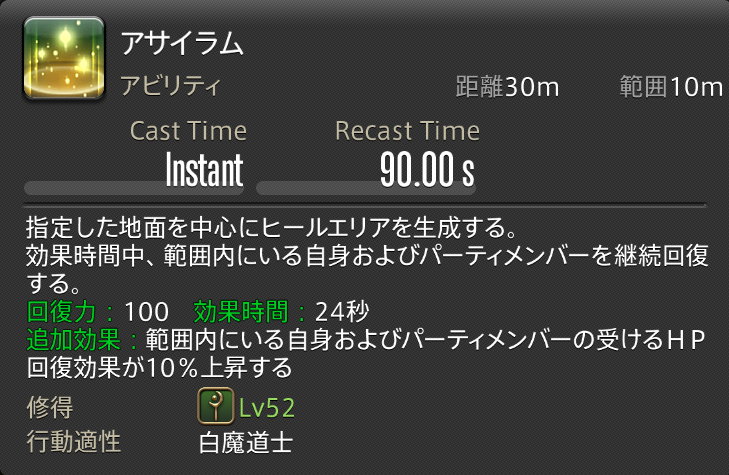 アサイラム
アビリティ 距離30m 範囲10m
Cast Time Recast Time
Instant 90.00 s
指定した地面を中心にヒールエリアを生成する。
効果時間中、範囲内にいる自身およびパーティメンバーを継続回復
する。
回復力：100 効果時間：24秒
追加効果：範囲内にいる自身およびパーティメンバーの受けるＨＰ
回復効果が10％上昇する
修得 Lv52
行動適性 白魔道士